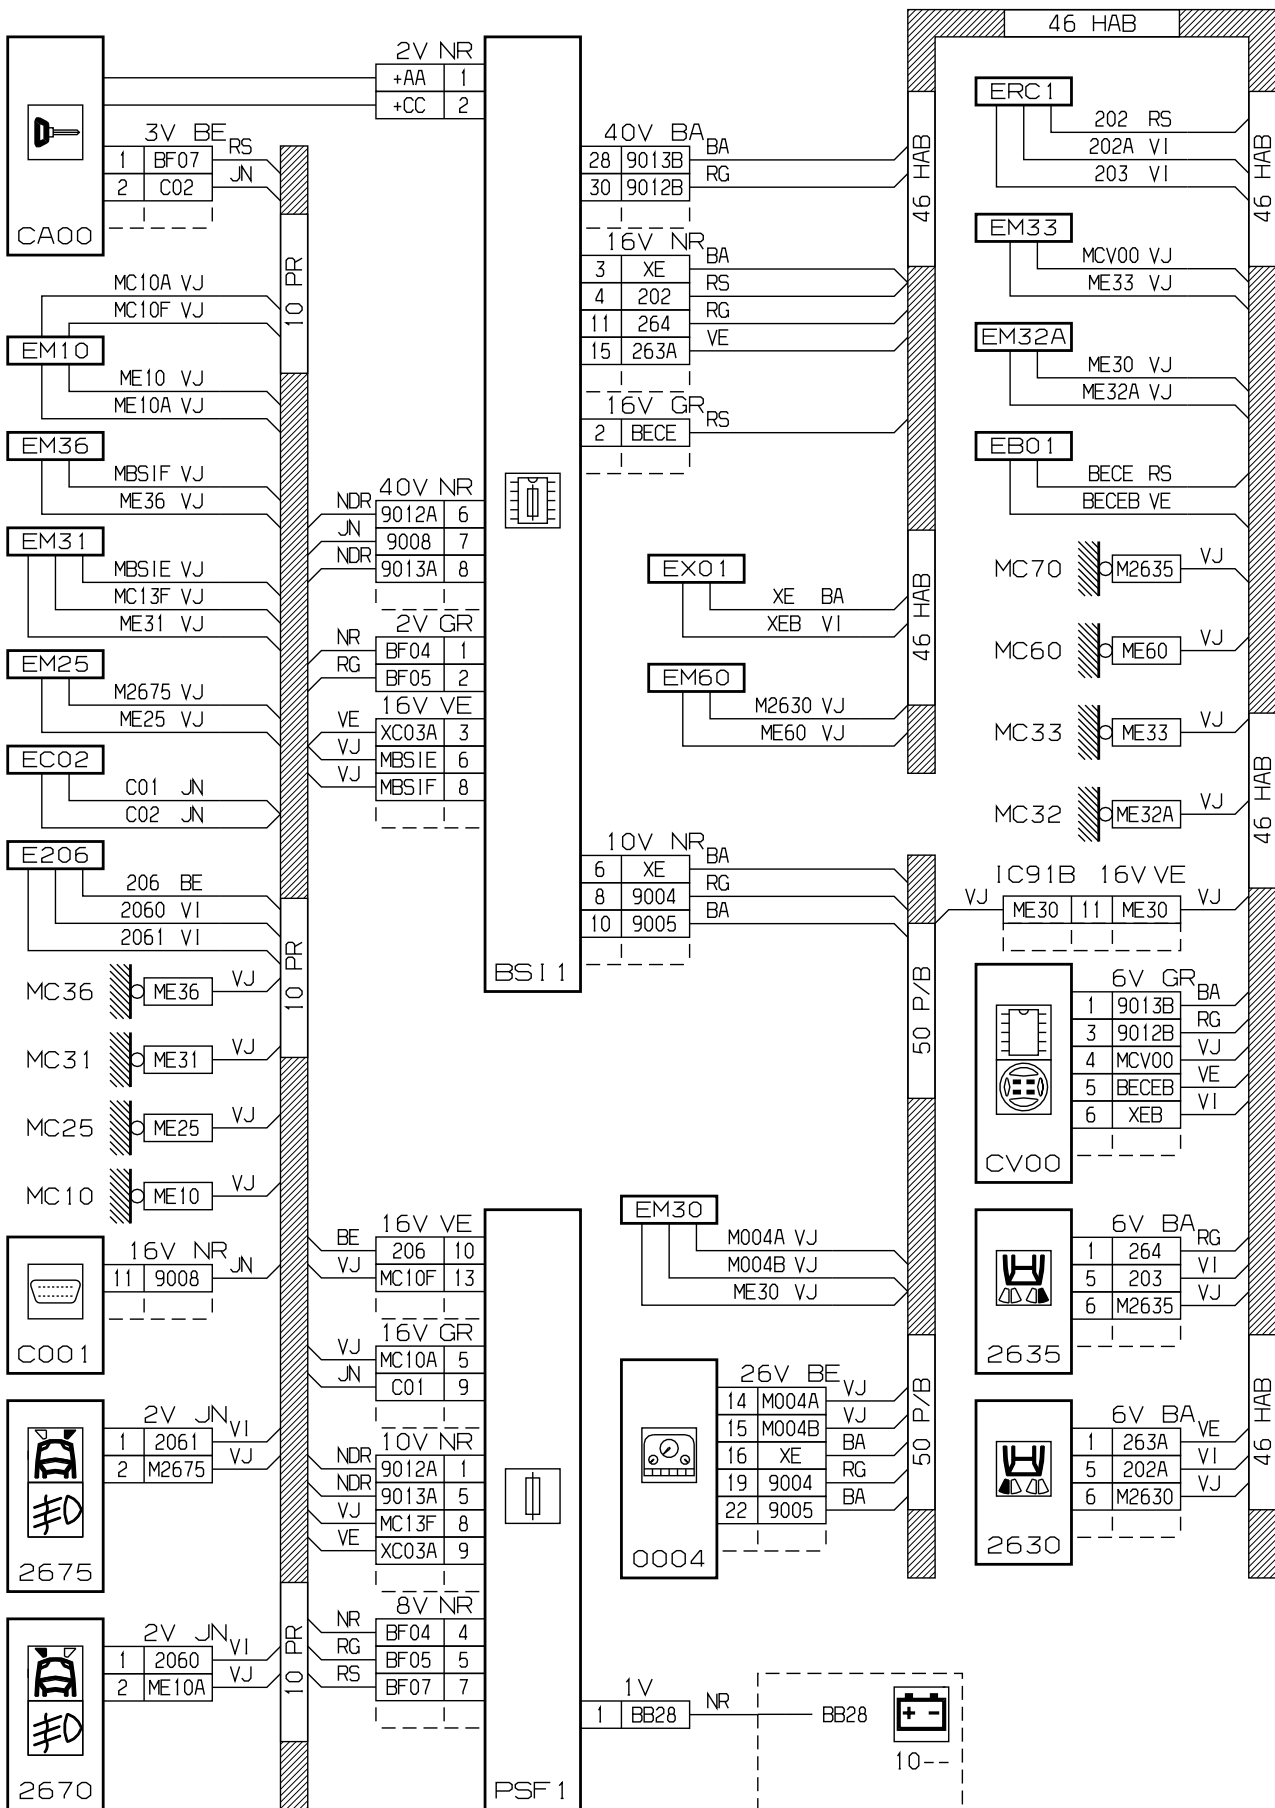 46 HAB
CA00
3V BE
1 BF07 RS
2 C02 JN
2V NR
+AA 1
+CC 2
10 PR
MC10A VJ
MC10F VJ
EM10
ME10 VJ
ME10A VJ
EM36
MBSIF VJ
ME36 VJ
EM31
MBSIE VJ
MC13F VJ
ME31 VJ
EM25
M2675 VJ
ME25 VJ
EC02
C01 JN
C02 JN
E206
206 BE
2060 VI
2061 VI
10 PR
MC36 ME36 VJ
MC31 ME31 VJ
MC25 ME25 VJ
MC10 ME10 VJ
16V NR
11 9008 JN
C001
2V JN
1 2061 VI
2 M2675 VJ
2675
2V JN
1 2060 VI
2 ME10A VJ
2670
10 PR
40V NR
NDR 9012A 6
JN 9008 7
NDR 9013A 8
2V GR
NR BF04 1
RG BF05 2
16V VE
VE XC03A 3
VJ MBSIE 6
VJ MBSIF 8
BSI1
16V VE
BE 206 10
VJ MC10F 13
16V GR
VJ MC10A 5
JN C01 9
10V NR
NDR 9012A 1
NDR 9013A 5
VJ MC13F 8
VE XC03A 9
8V NR
NR BF04 4
RG BF05 5
RS BF07 7
PSF1
40V BA
28 9013B BA
30 9012B RG
16V NR
3 XE BA
4 202 RS
11 264 RG
15 263A VE
16V GR
2 BECE RS
46 HAB
EX01
XE BA
XEB VI
EM60
M2630 VJ
ME60 VJ
46 HAB
10V NR
6 XE BA
8 9004 RG
10 9005 BA
50 P/B
EM30
M004A VJ
M004B VJ
ME30 VJ
26V BE
14 M004A VJ
15 M004B VJ
16 XE BA
19 9004 RG
22 9005 BA
0004
50 P/B
1V
1 BB28 NR
BB28
+ -
10--
ERC1
202 RS
202A VI
203 VI
46 HAB
EM33
MCV00 VJ
ME33 VJ
EM32A
ME30 VJ
ME32A VJ
EB01
BECE RS
BECEB VE
MC70 M2635 VJ
MC60 ME60 VJ
MC33 ME33 VJ
MC32 ME32A VJ
46 HAB
IC91B 16V VE
VJ ME30 11 ME30 VJ
6V GR
1 9013B BA
3 9012B RG
4 MCV00 VJ
5 BECEB VE
6 XEB VI
CV00
6V BA
1 264 RG
5 203 VI
6 M2635 VJ
2635
6V BA
1 263A VE
5 202A VI
6 M2630 VJ
2630
46 HAB